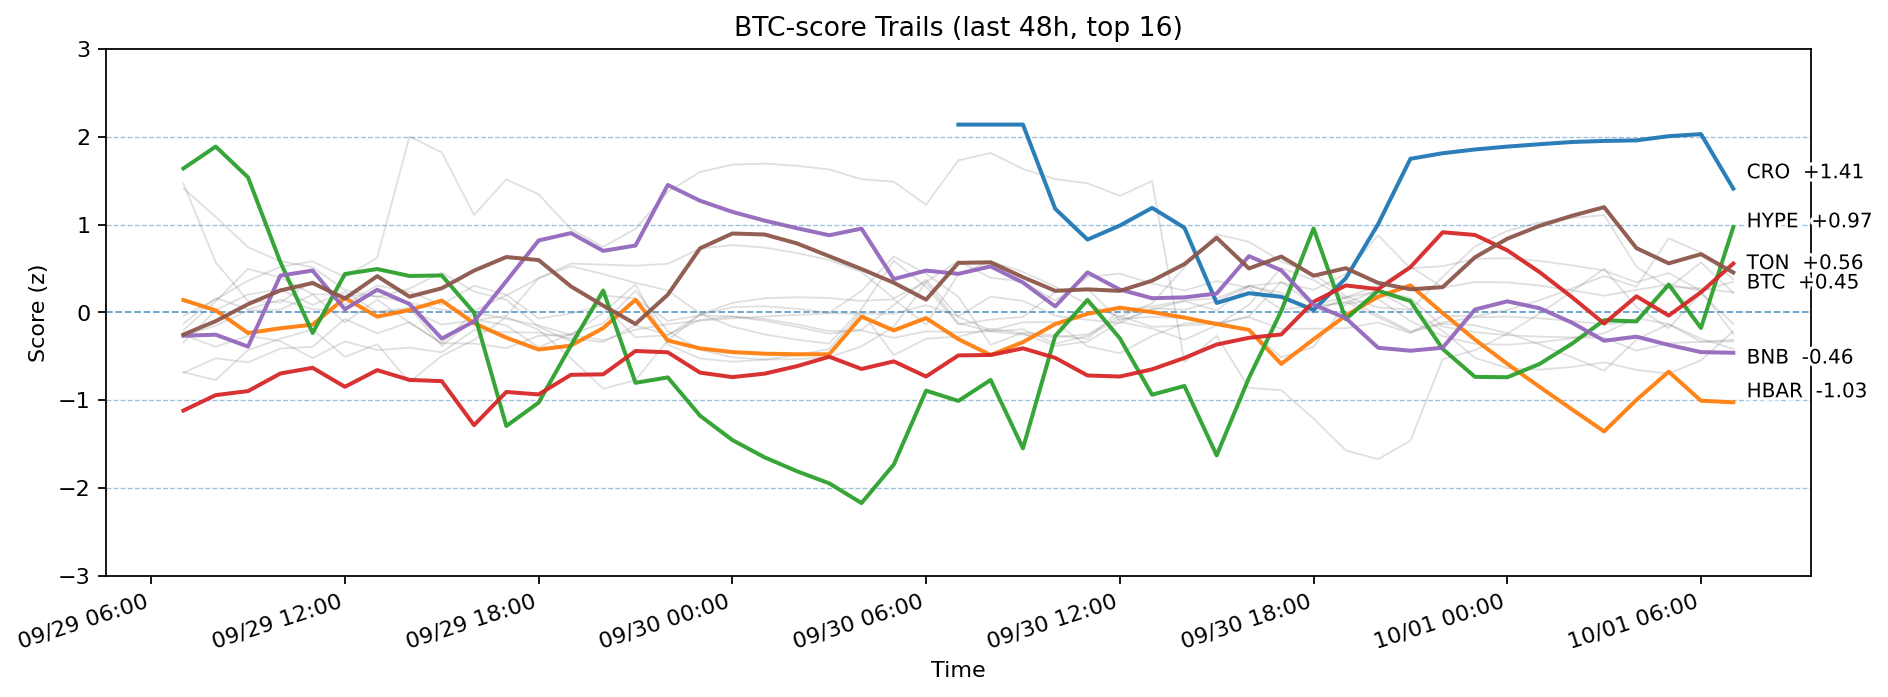 BTC-score Trails (last 48h, top 16)
Score (z)
3
2
1
0
−1
−2
−3
CRO +1.41
HYPE +0.97
TON +0.56
BTC +0.45
BNB -0.46
HBAR -1.03
09/29 06:00
09/29 12:00
09/29 18:00
09/30 00:00
09/30 06:00
09/30 12:00
09/30 18:00
10/01 00:00
10/01 06:00
Time